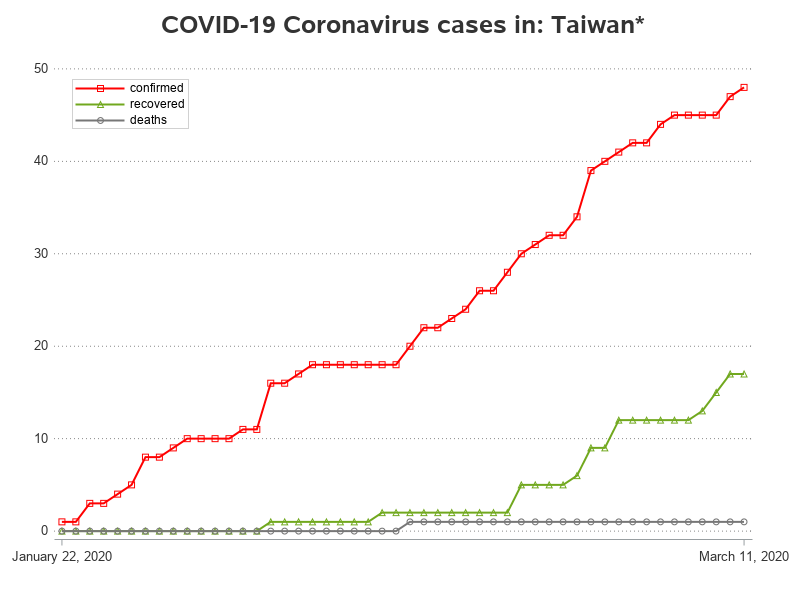 COVID-19 Coronavirus cases in: Taiwan*
50
confirmed
recovered
deaths
40
30
20
10
0
January 22, 2020
March 11, 2020